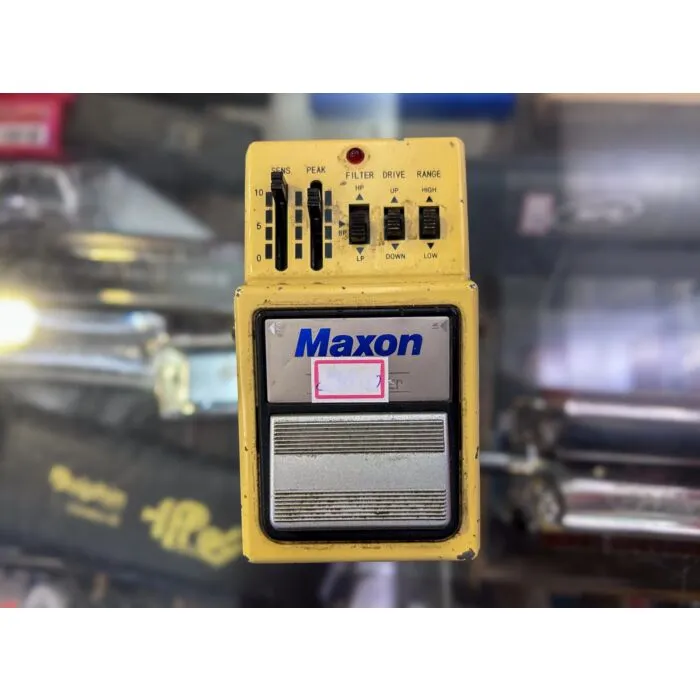 SENS PEAK FILTER DRIVE RANGE
HP UP HIGH
10
5
BP
0 LP DOWN LOW
Maxon